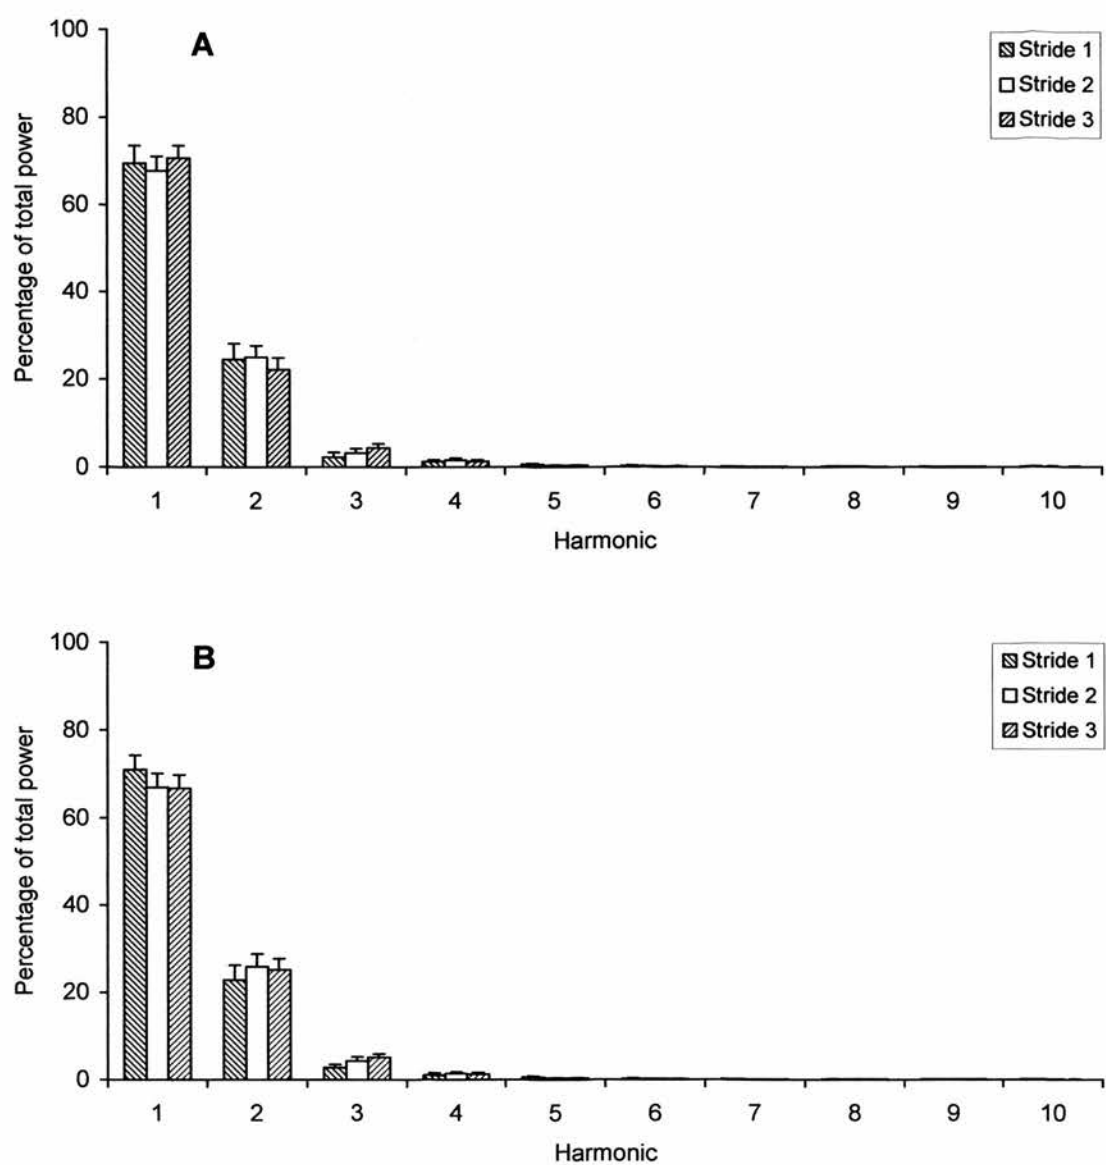 A
Stride 1
Stride 2
Stride 3
Percentage of total power
100
80
60
40
20
0
1 2 3 4 5 6 7 8 9 10
Harmonic
B
Stride 1
Stride 2
Stride 3
Percentage of total power
100
80
60
40
20
0
1 2 3 4 5 6 7 8 9 10
Harmonic